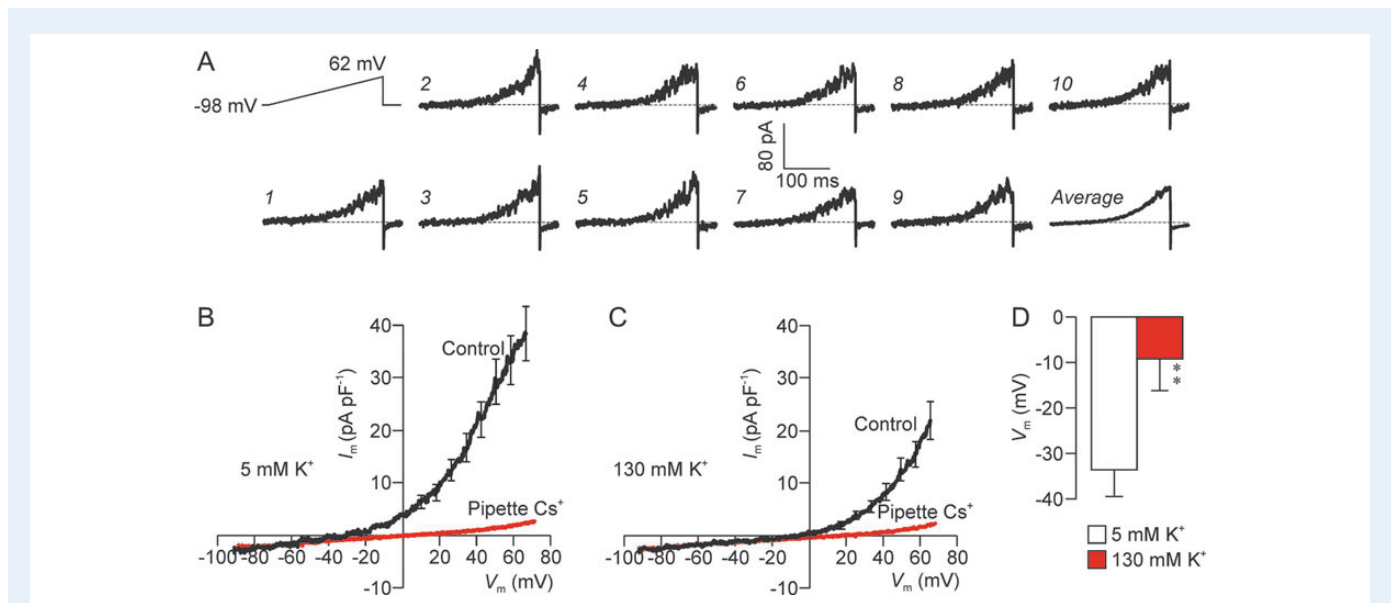 A
62 mV
-98 mV
2
4
6
8
10
80 pA
100 ms
1
3
5
7
9
Average
B
40
30
20
10
-10
-100 -80 -60 -40 -20
20 40 60 80
Iₘ (pA pF⁻¹)
Control
5 mM K⁺
Pipette Cs⁺
Vₘ (mV)
C
40
30
20
10
-10
-100 -80 -60 -40 -20
20 40 60 80
Iₘ (pA pF⁻¹)
Control
130 mM K⁺
Pipette Cs⁺
Vₘ (mV)
D
0
-10
-20
-30
-40
Vₘ (mV)
**
5 mM K⁺
130 mM K⁺